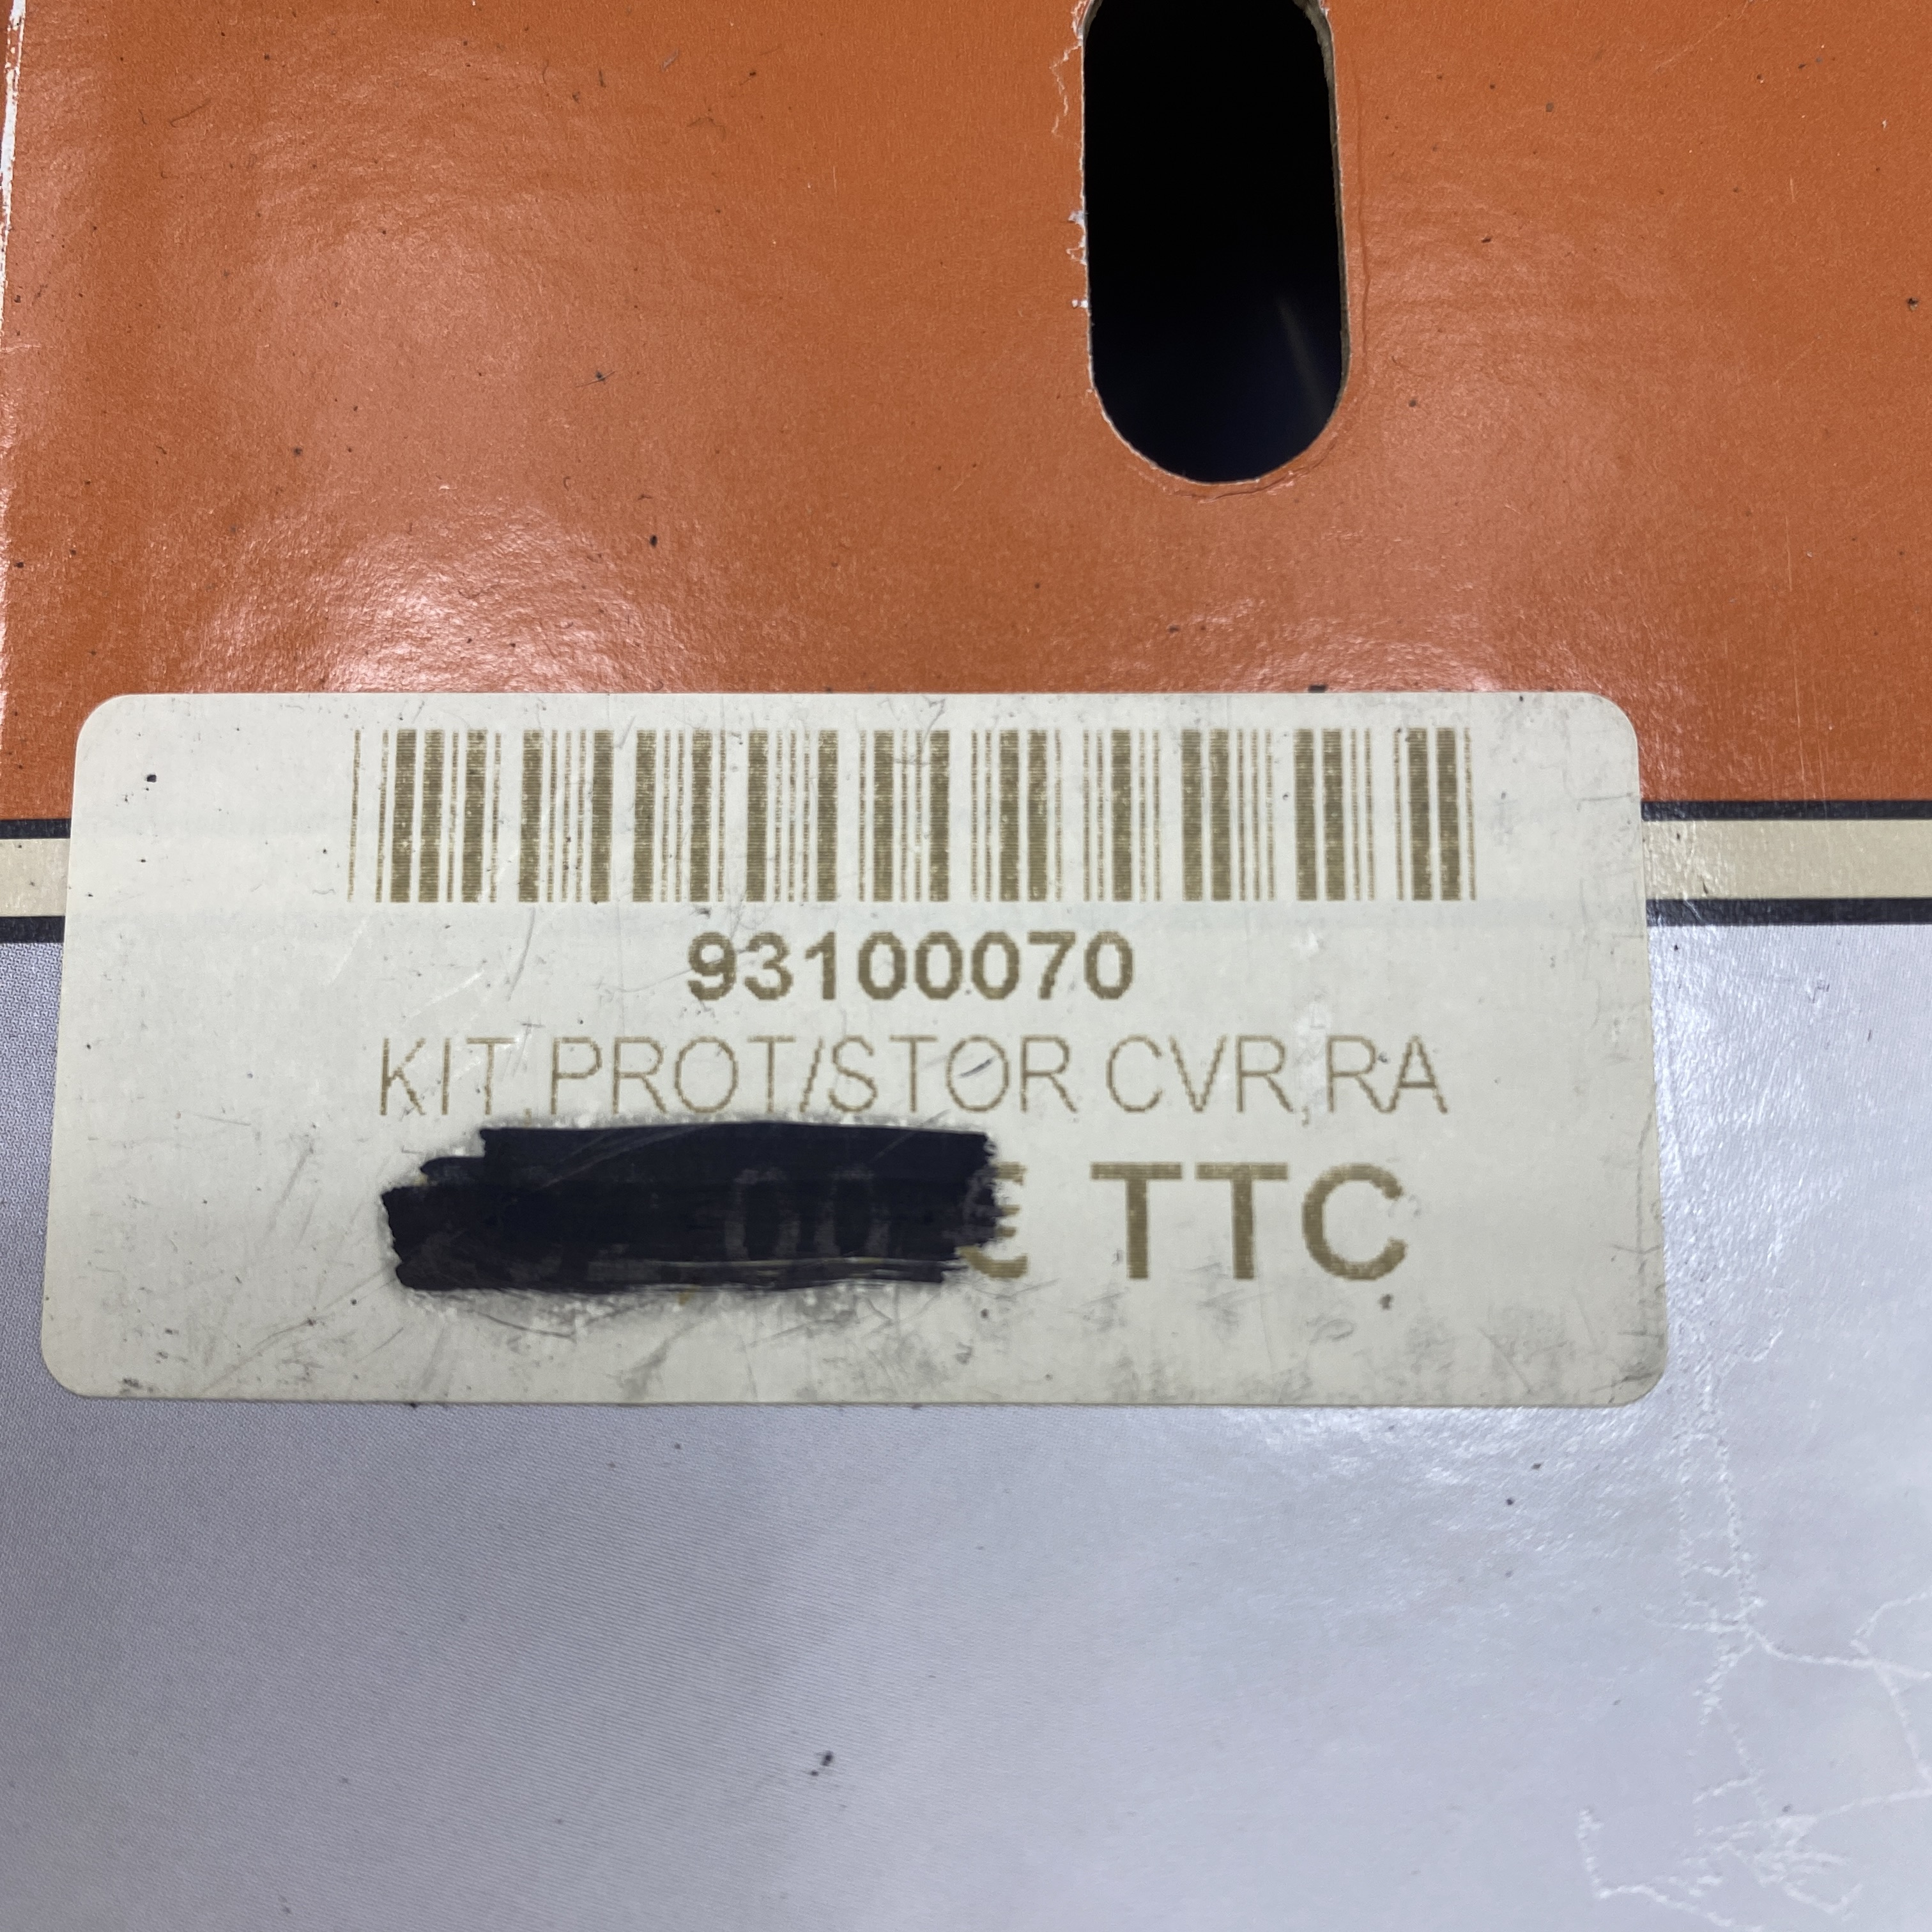 93100070
KIT,PROT/STOR CVR,RA
€ TTC